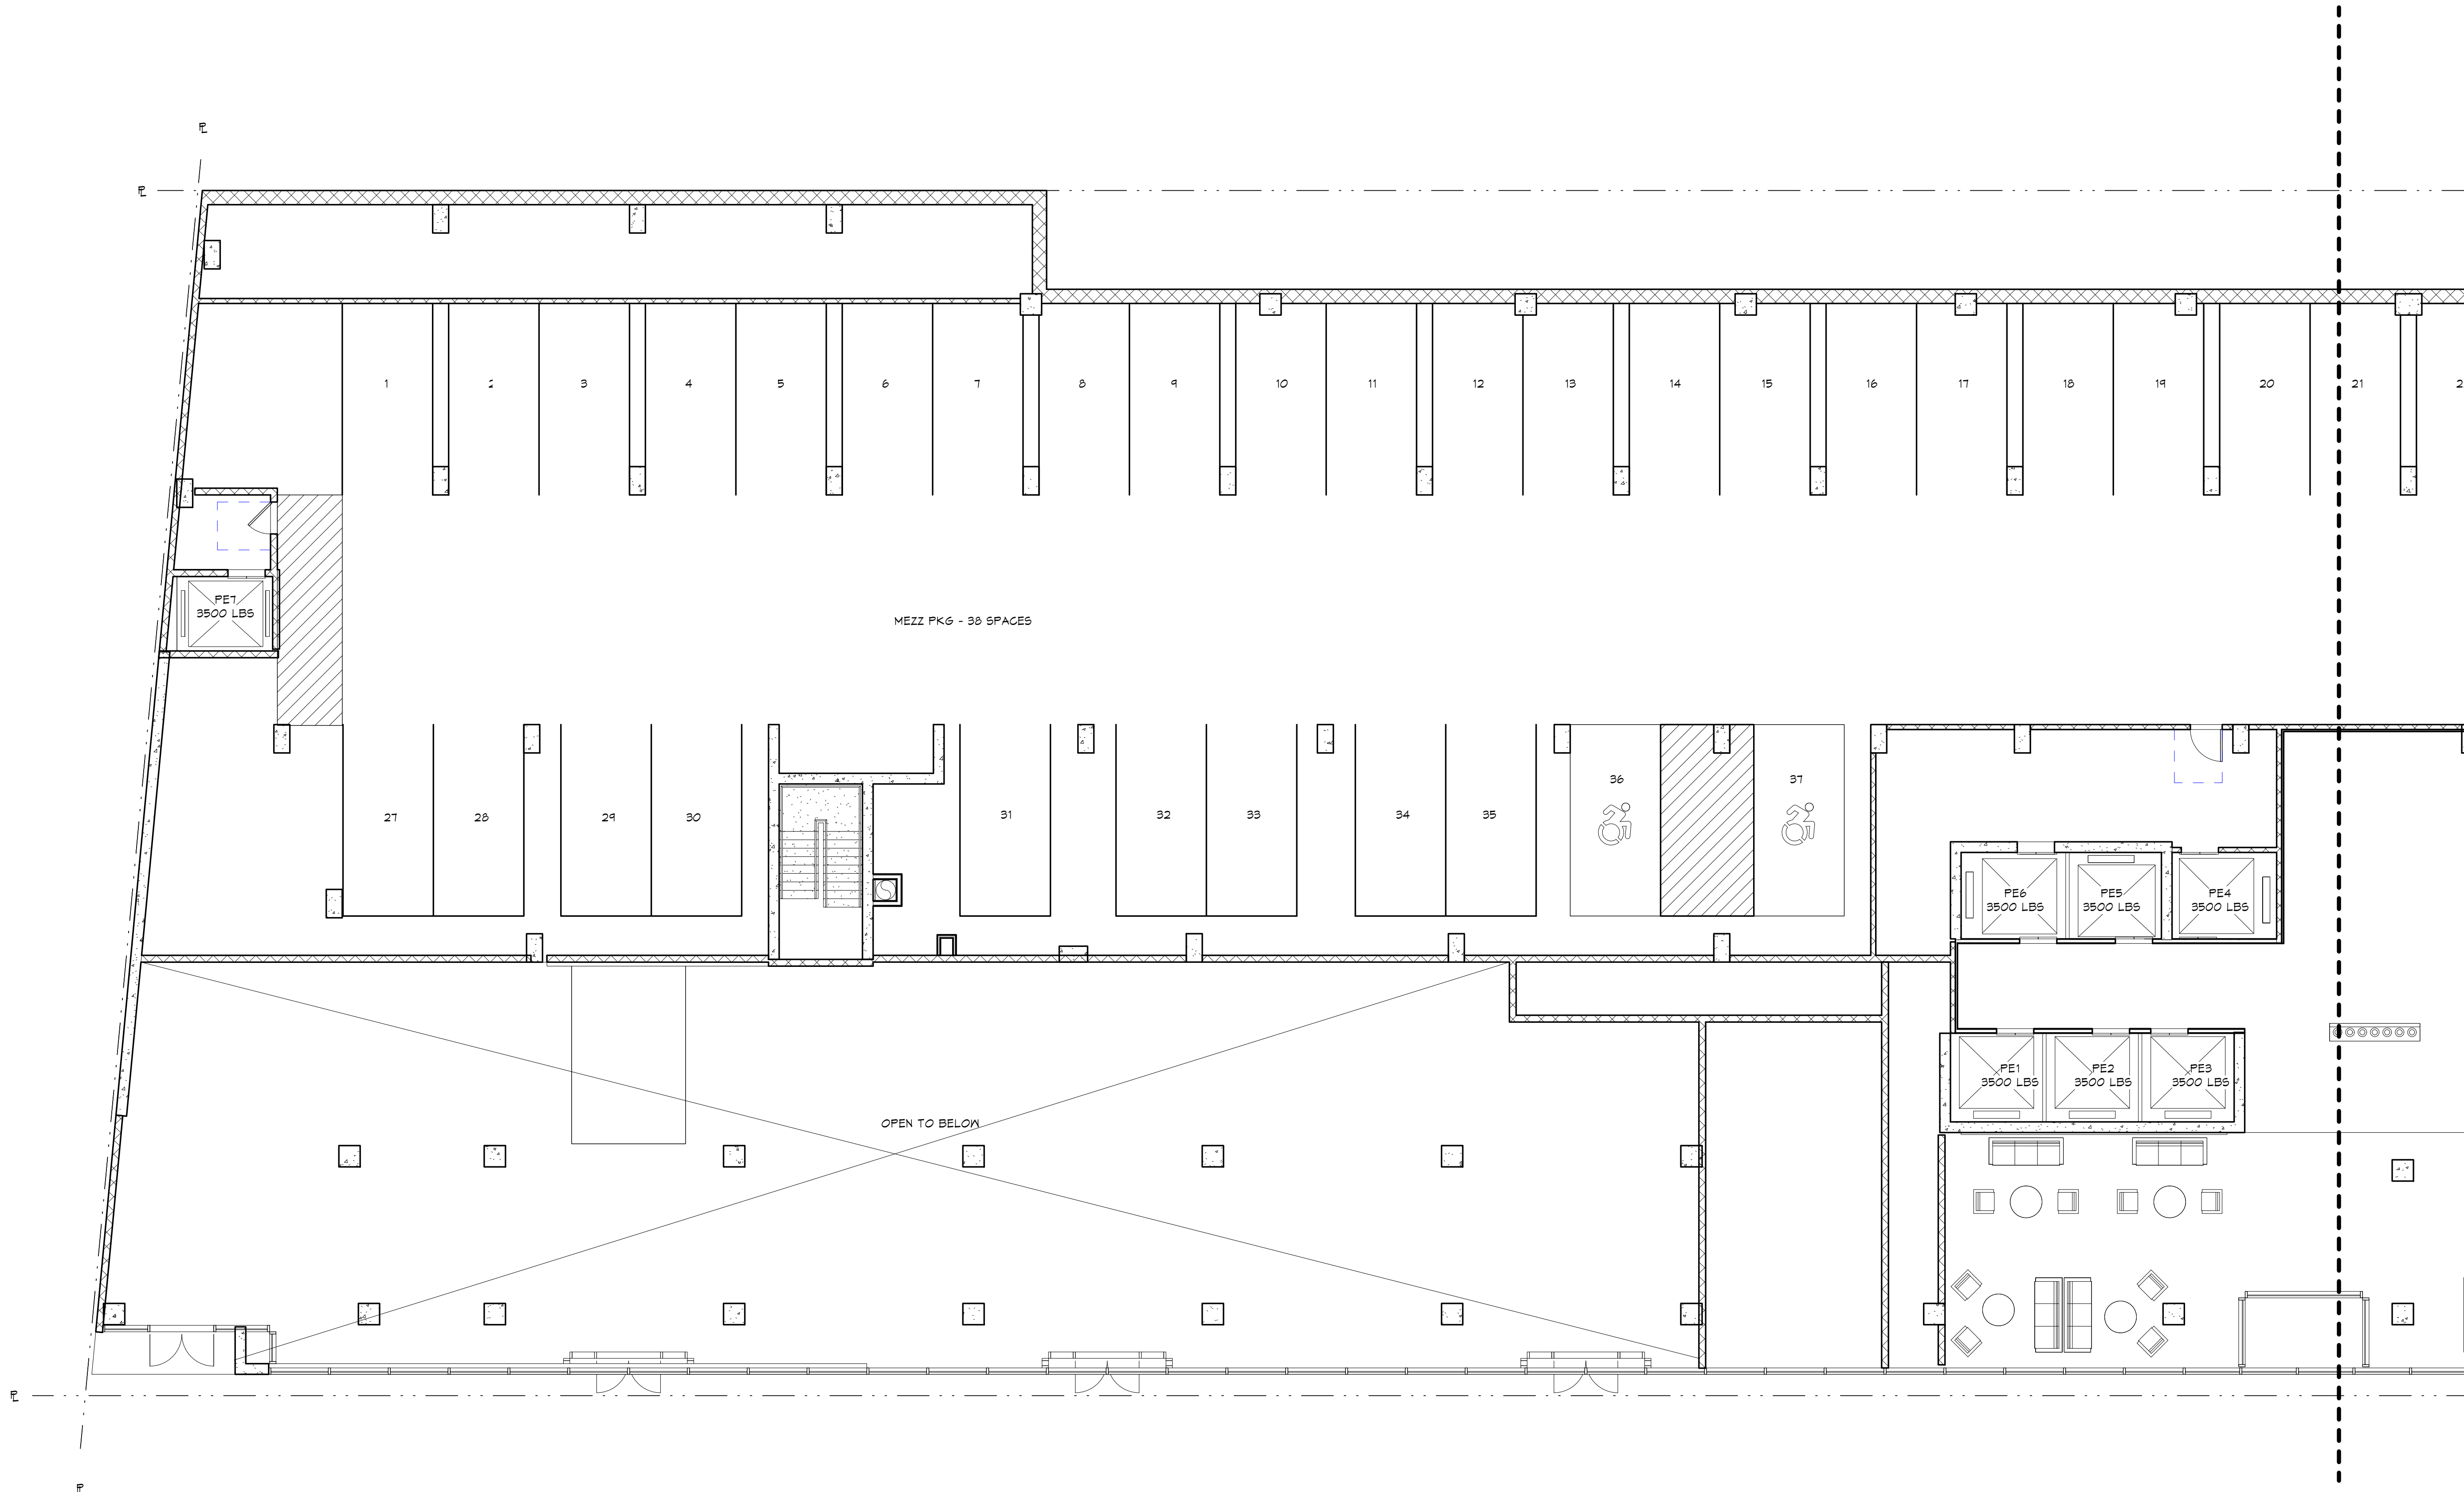 PL
PL
1 2 3 4 5 6 7 8 9 10 11 12 13 14 15 16 17 18 19 20 21 2
PE7
3500 LBS
MEZZ PKG - 38 SPACES
36 37
27 28 29 30 31 32 33 34 35
PE6 PE5 PE4
3500 LBS 3500 LBS 3500 LBS
PE1 PE2 PE3
3500 LBS 3500 LBS 3500 LBS
OPEN TO BELOW
PL
PL